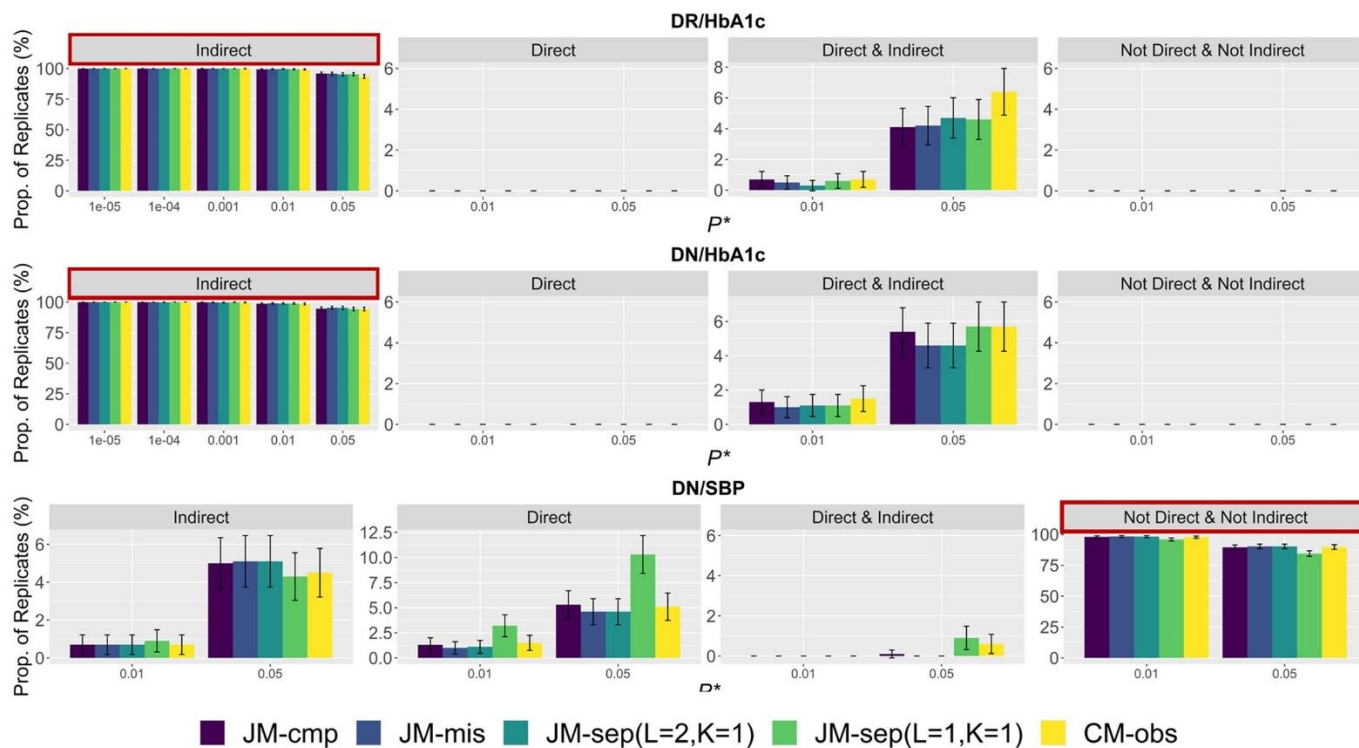 DR/HbA1c
Indirect Direct Direct & Indirect Not Direct & Not Indirect
Prop. of Replicates (%)
100 75 50 25 0
6 4 2 0
8 6 4 2 0
6 4 2 0
1e-05 1e-04 0.001 0.01 0.05 0.01 0.05 0.01 0.05 0.01 0.05
P*
DN/HbA1c
Indirect Direct Direct & Indirect Not Direct & Not Indirect
Prop. of Replicates (%)
100 75 50 25 0
6 4 2 0
6 4 2 0
6 4 2 0
1e-05 1e-04 0.001 0.01 0.05 0.01 0.05 0.01 0.05 0.01 0.05
P*
DN/SBP
Indirect Direct Direct & Indirect Not Direct & Not Indirect
Prop. of Replicates (%)
6 4 2 0
12.5 10.0 7.5 5.0 2.5 0.0
6 4 2 0
100 75 50 25 0
0.01 0.05 0.01 0.05 0.01 0.05 0.01 0.05
P*
JM-cmp JM-mis JM-sep(L=2,K=1) JM-sep(L=1,K=1) CM-obs